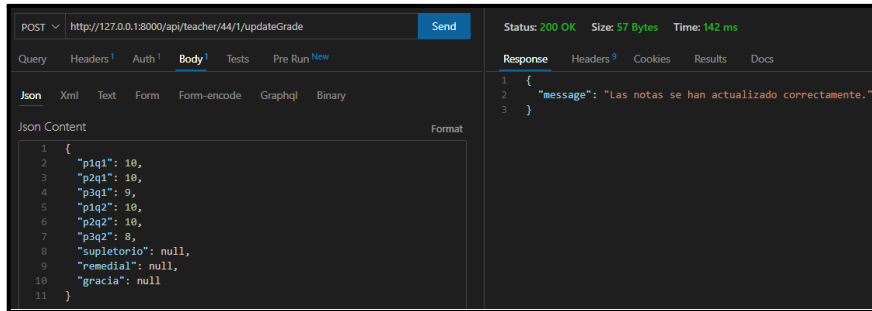 POST http://127.0.0.1:8000/api/teacher/44/1/updateGrade Send
Query Headers 1 Auth 1 Body 1 Tests Pre Run New
Json Xml Text Form Form-encode Graphql Binary
Json Content Format
1 {
2 "p1q1": 10,
3 "p2q1": 10,
4 "p3q1": 9,
5 "p1q2": 10,
6 "p2q2": 10,
7 "p3q2": 8,
8 "supletorio": null,
9 "remedial": null,
10 "gracia": null
11 }
Status: 200 OK Size: 57 Bytes Time: 142 ms
Response Headers 9 Cookies Results Docs
1 {
2 "message": "Las notas se han actualizado correctamente."
3 }